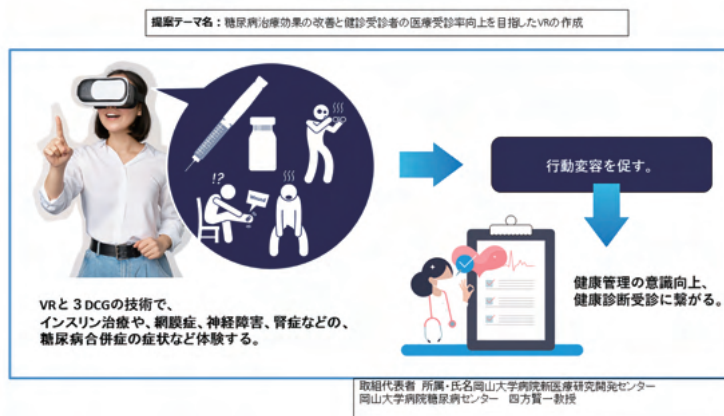 提案テーマ名：糖尿病治療効果の改善と健診受診者の医療受診率向上を目指したVRの作成
!?
行動変容を促す。
VRと３DCGの技術で、
インスリン治療や、網膜症、神経障害、腎症などの、
糖尿病合併症の症状など体験する。
健康管理の意識向上、
健康診断受診に繋がる。
取組代表者 所属・氏名岡山大学病院新医療研究開発センター
岡山大学病院糖尿病センター　四方賢一教授